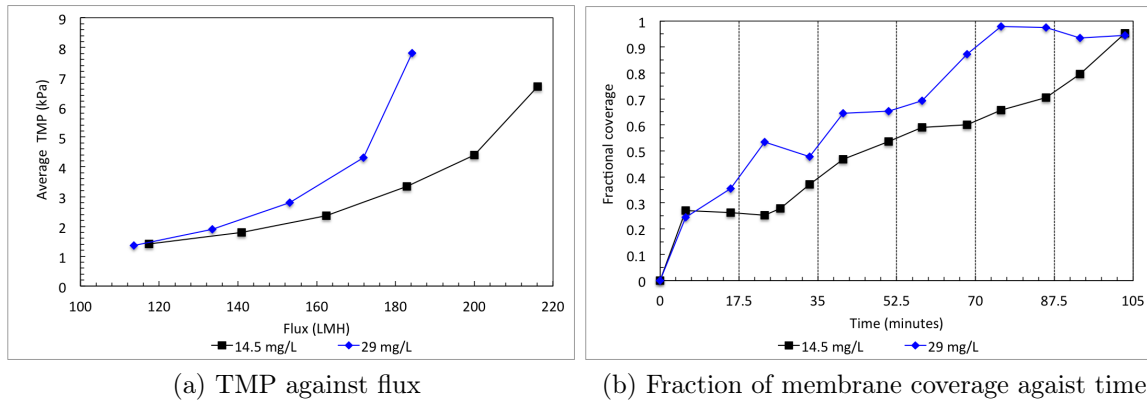 9
8
7
6
5
4
3
2
1
0
Average TMP (kPa)
100 120 140 160 180 200 220
Flux (LMH)
14.5 mg/L 29 mg/L
(a) TMP against flux
1
0.9
0.8
0.7
0.6
0.5
0.4
0.3
0.2
0.1
0
Fractional coverage
0 17.5 35 52.5 70 87.5 105
Time (minutes)
14.5 mg/L 29 mg/L
(b) Fraction of membrane coverage agaist time